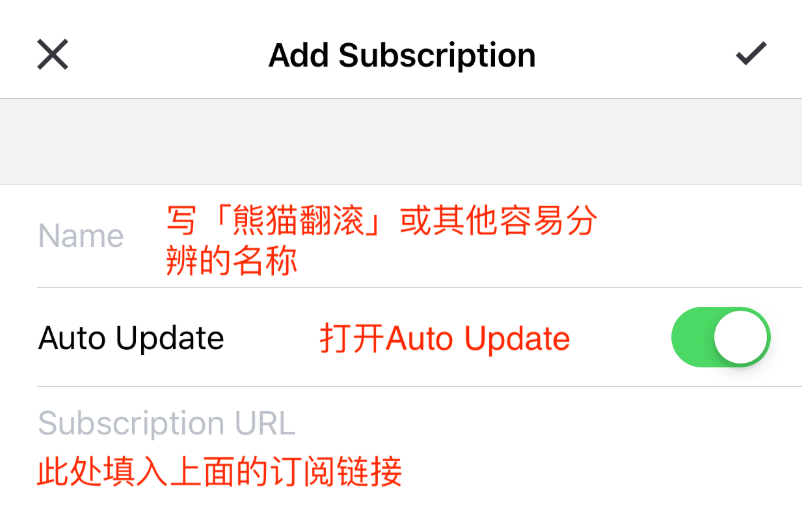 Add Subscription
Name
写「熊猫翻滚」或其他容易分
辨的名称
Auto Update
打开Auto Update
Subscription URL
此处填入上面的订阅链接